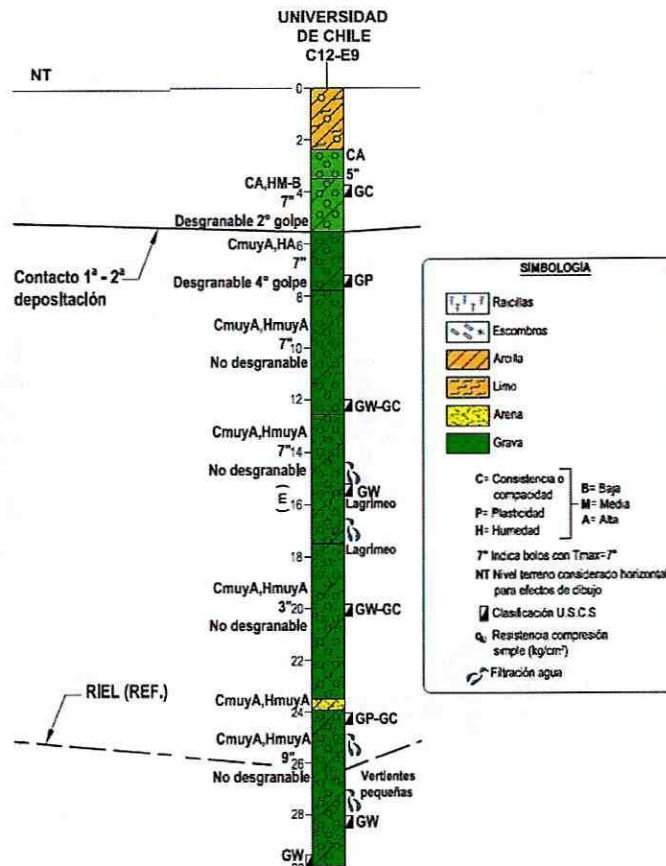 UNIVERSIDAD
DE CHILE
C12-E9
NT
0
2
CA
5"
CA,HM-B
7"
4
GC
Desgranable 2° golpe
CmuyA,HA
6
7"
Contacto 1ª - 2ª
depositación
Desgranable 4° golpe
GP
8
CmuyA,HmuyA
7"
10
No desgranable
12
GW-GC
CmuyA,HmuyA
7"
14
No desgranable
(m)
GW
16
Lagrimeo
Lagrimeo
18
CmuyA,HmuyA
3"
20
GW-GC
No desgranable
22
RIEL (REF.)
CmuyA,HmuyA
24
GP-GC
CmuyA,HmuyA
9"
26
No desgranable
Vertientes
pequeñas
28
GW
GW
SIMBOLOGIA
Raicillas
Escombros
Arcilla
Limo
Arena
Grava
C= Consistencia o
compacidad
P= Plasticidad
H= Humedad
B= Baja
M= Media
A= Alta
7" Indica bolos con Tmax=7"
NT Nivel terreno considerado horizontal
para efectos de dibujo
Clasificación U.S.C.S
qu Resistencia compresión
simple (kg/cm²)
Filtración agua